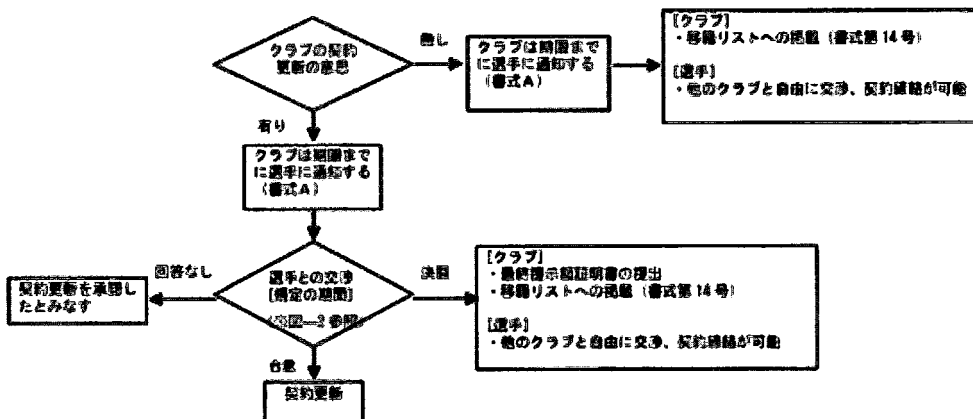 クラブの契約
更新の意思
無し
クラブは期限まで
に選手に通知する
(書式A)
[クラブ]
・移籍リストへの掲載(書式第14号)
[選手]
・他のクラブと自由に交渉、契約締結が可能
有り
クラブは期限まで
に選手に通知する
(書式A)
回答なし
契約更新を承諾し
たとみなす
選手との交渉
[規定の期間]
2 参照
決裂
[クラブ]
・最終提示額証明書の提出
・移籍リストへの掲載(書式第14号)
[選手]
・他のクラブと自由に交渉、契約締結が可能
合意
契約更新